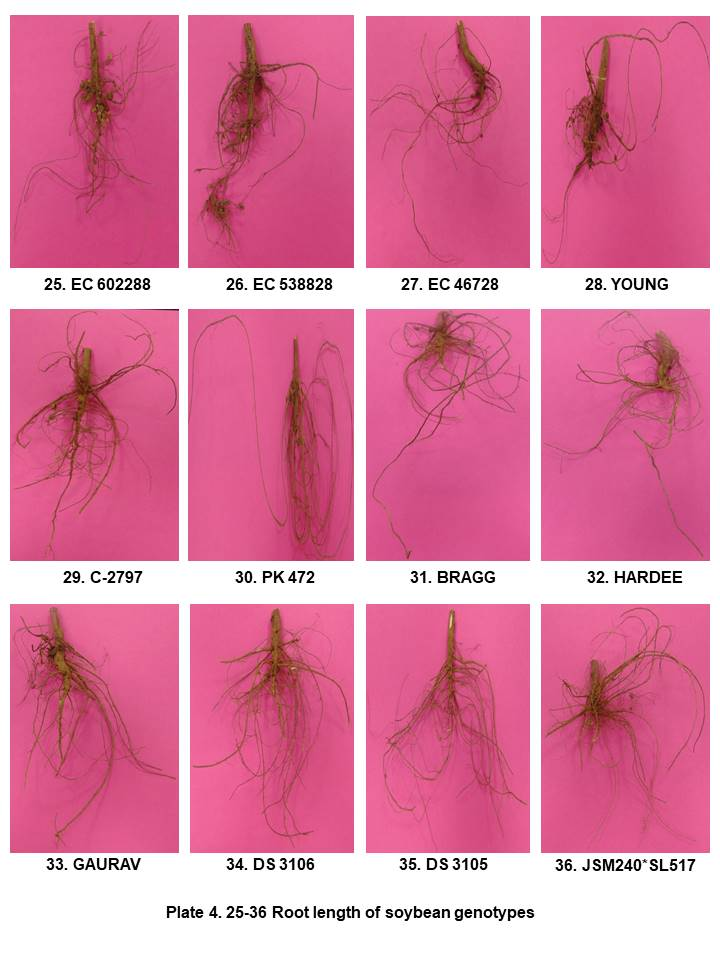 25. EC 602288
26. EC 538828
27. EC 46728
28. YOUNG
29. C-2797
30. PK 472
31. BRAGG
32. HARDEE
33. GAURAV
34. DS 3106
35. DS 3105
36. JSM240*SL517
Plate 4. 25-36 Root length of soybean genotypes